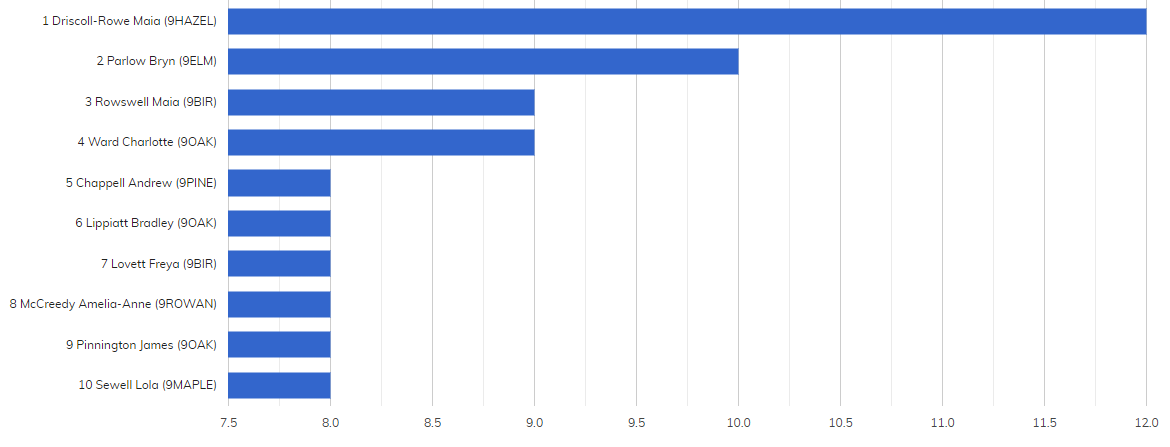 1 Driscoll-Rowe Maia (9HAZEL)
2 Parlow Bryn (9ELM)
3 Rowswell Maia (9BIR)
4 Ward Charlotte (9OAK)
5 Chappell Andrew (9PINE)
6 Lippiatt Bradley (9OAK)
7 Lovett Freya (9BIR)
8 McCreedy Amelia-Anne (9ROWAN)
9 Pinnington James (9OAK)
10 Sewell Lola (9MAPLE)
7.5 8.0 8.5 9.0 9.5 10.0 10.5 11.0 11.5 12.0